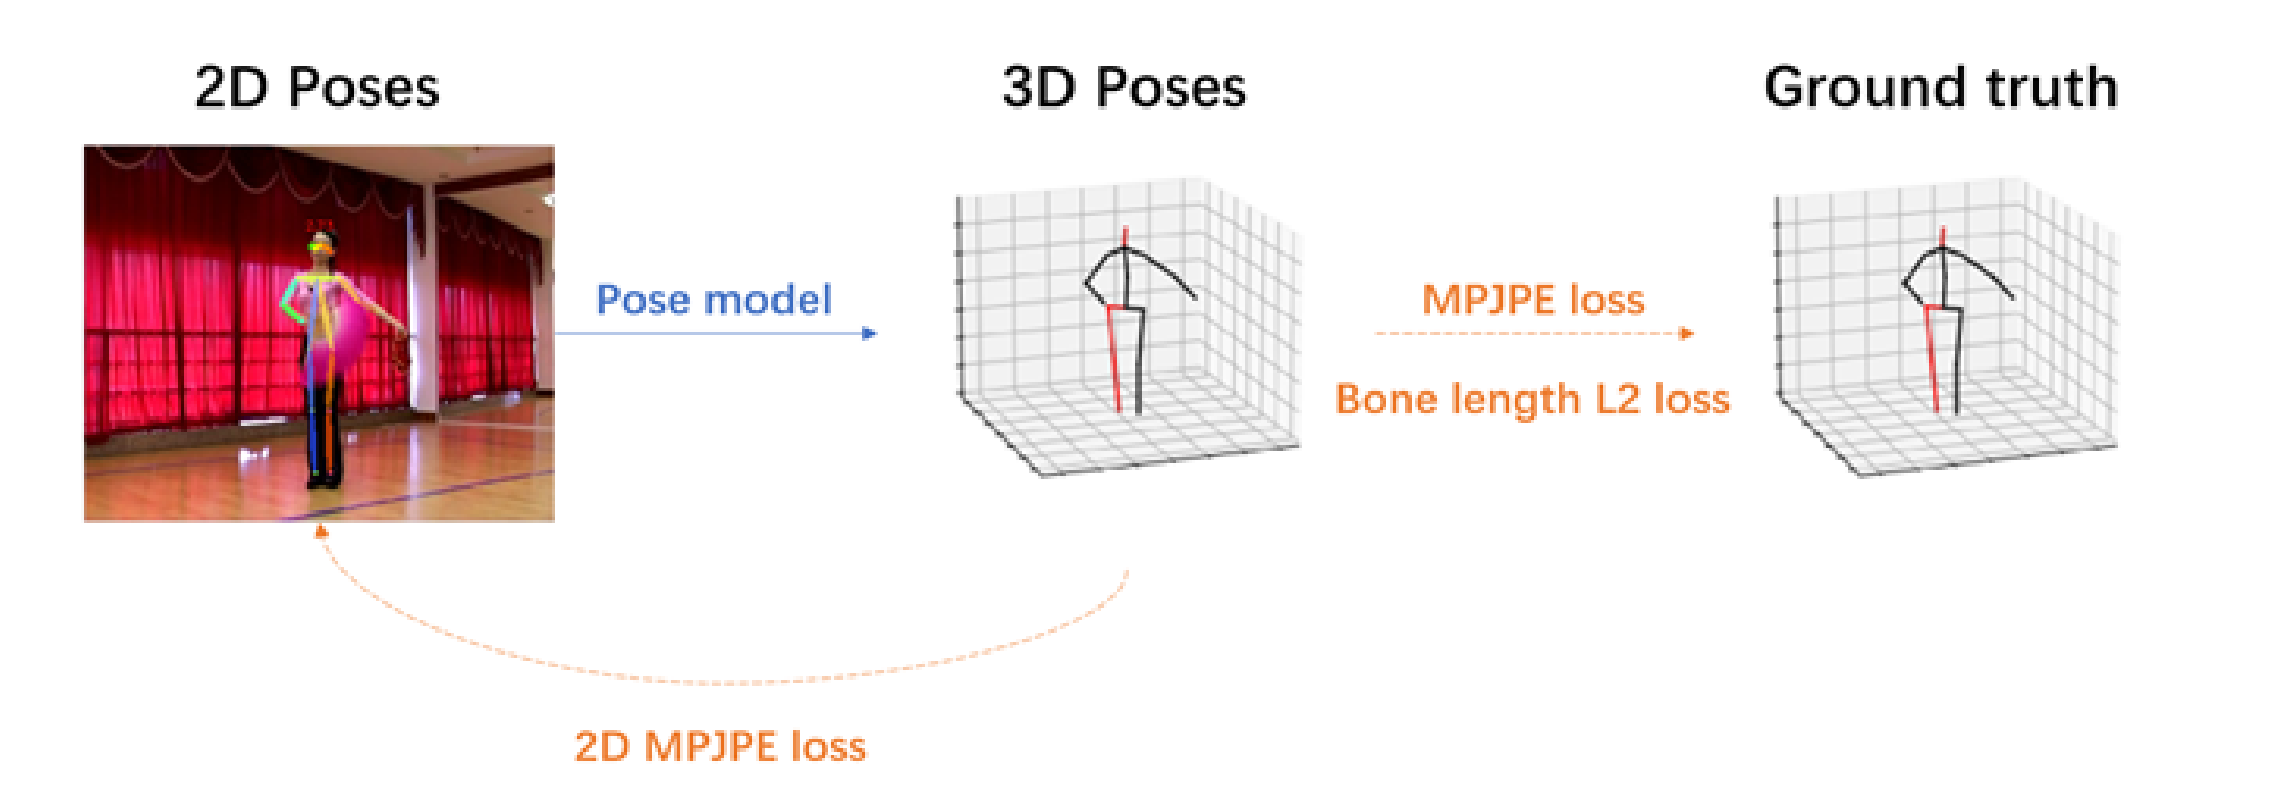 2D Poses
3D Poses
Ground truth
Pose model
MPJPE loss
Bone length L2 loss
2D MPJPE loss